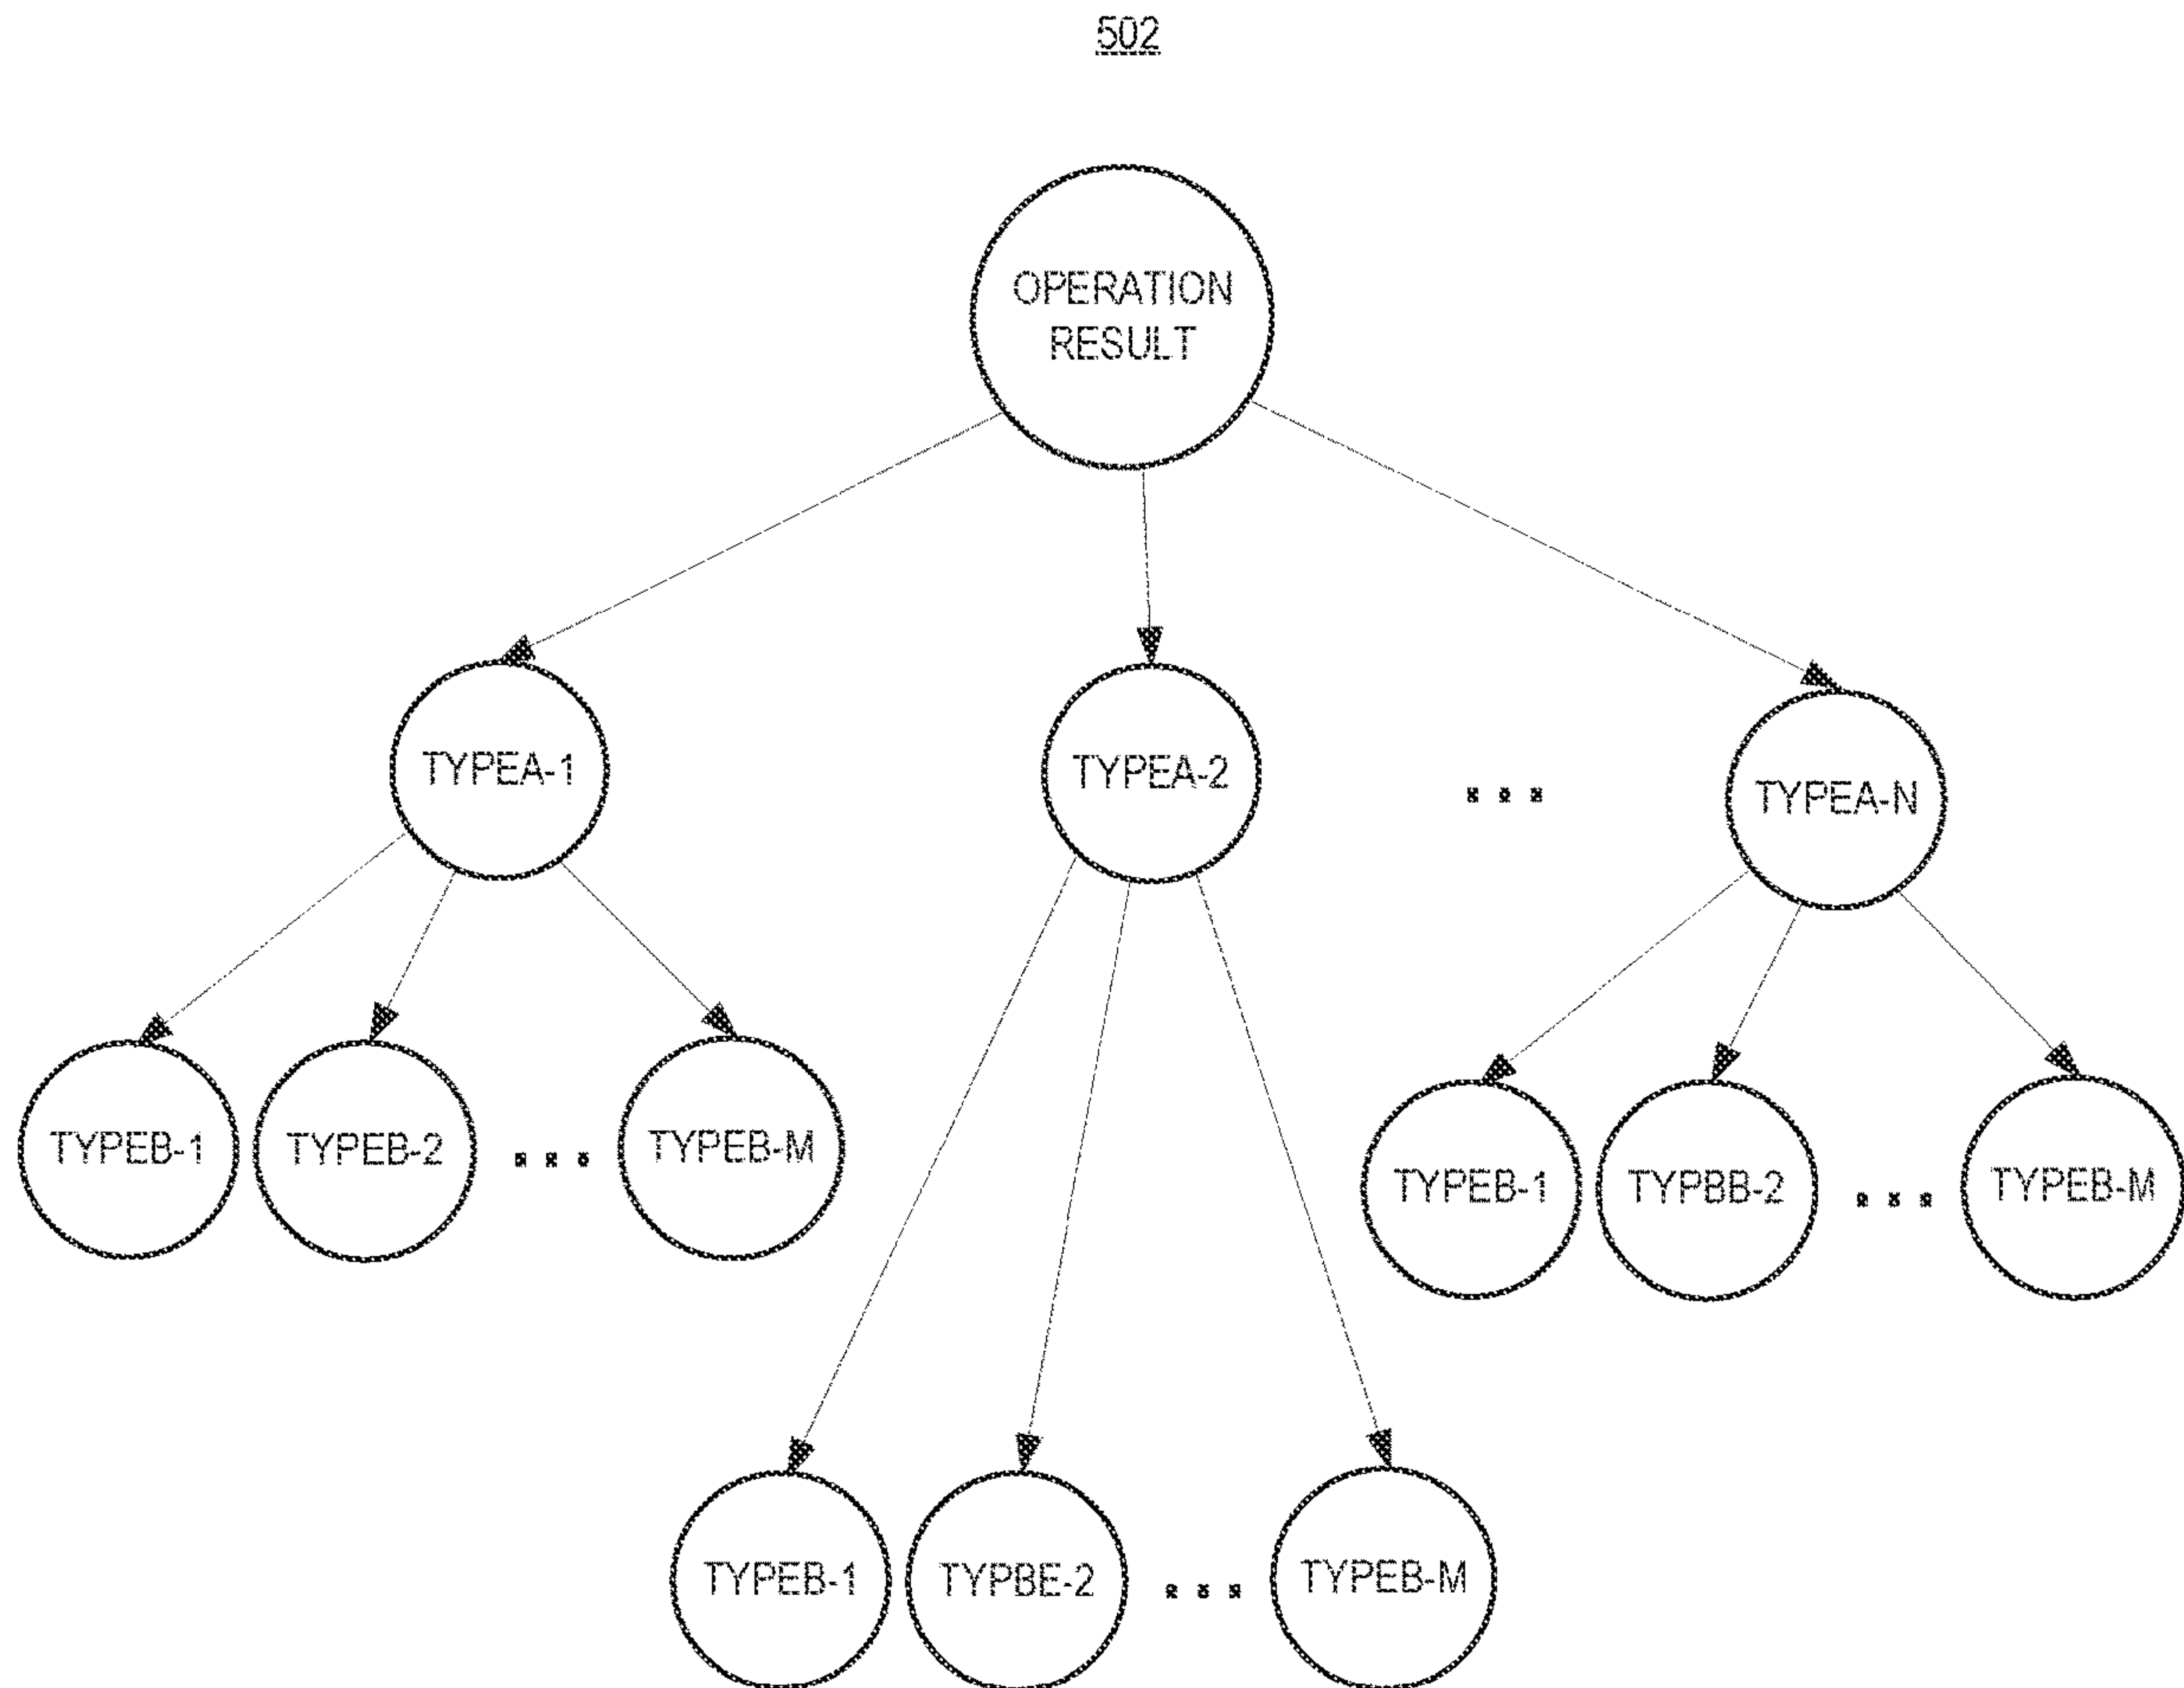 502
OPERATION
RESULT
TYPEA-1
TYPEA-2
...
TYPEA-N
TYPEB-1
TYPEB-2
...
TYPEB-M
TYPEB-1
TYPBB-2
...
TYPEB-M
TYPEB-1
TYPBE-2
...
TYPEB-M